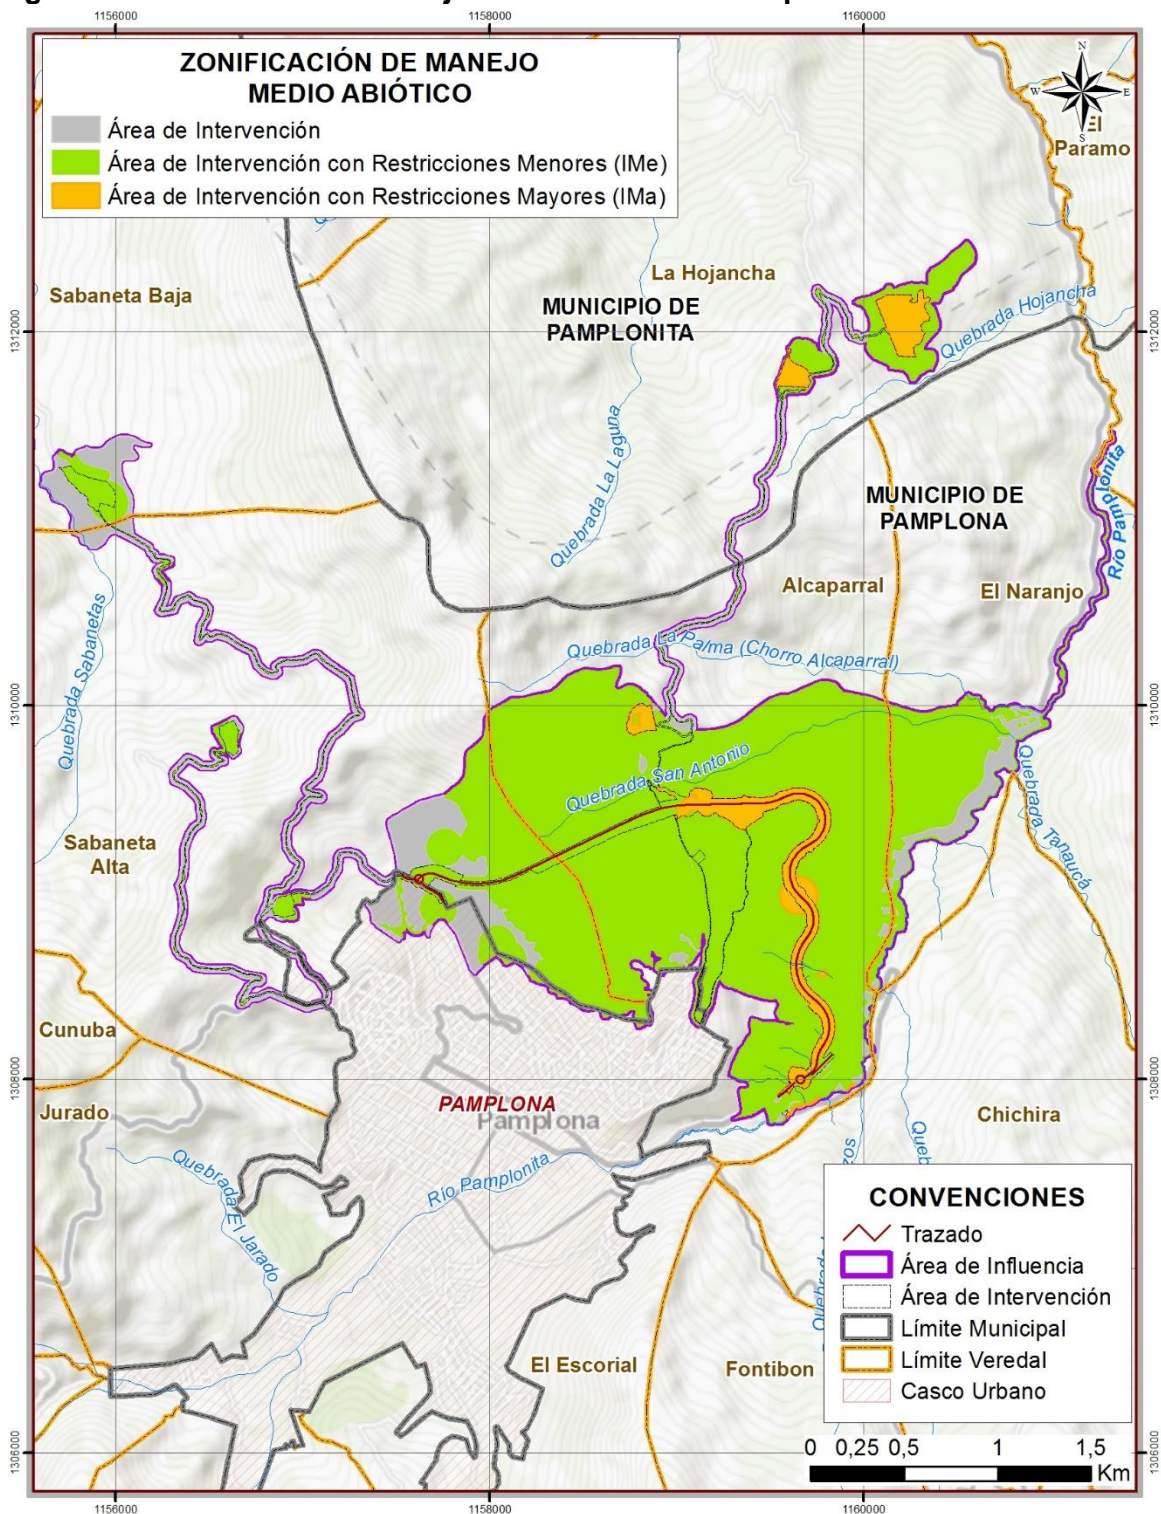 1156000
1158000
1160000
ZONIFICACIÓN DE MANEJO
MEDIO ABIÓTICO
Área de Intervención
Área de Intervención con Restricciones Menores (IMe)
Área de Intervención con Restricciones Mayores (IMa)
N
W
E
S
El
Paramo
La Hojancha
Sabaneta Baja
MUNICIPIO DE
PAMPLONITA
Quebrada Hojancha
1312000
1312000
Quebrada La Laguna
Río Pamplonita
MUNICIPIO DE
PAMPLONA
Alcaparral
El Naranjo
Quebrada Sabanetas
Quebrada La Palma (Chorro Alcaparral)
1310000
1310000
Quebrada San Antonio
Quebrada Tanaucá
Sabaneta
Alta
Cunuba
1308000
1308000
Jurado
PAMPLONA
Pamplona
Chichira
Quebrada El Jarado
Río Pamplonita
El Escorial
Fontibon
CONVENCIONES
Trazado
Área de Influencia
Área de Intervención
Límite Municipal
Límite Veredal
Casco Urbano
0 0,25 0,5 1 1,5
Km
1306000
1306000
1156000
1158000
1160000